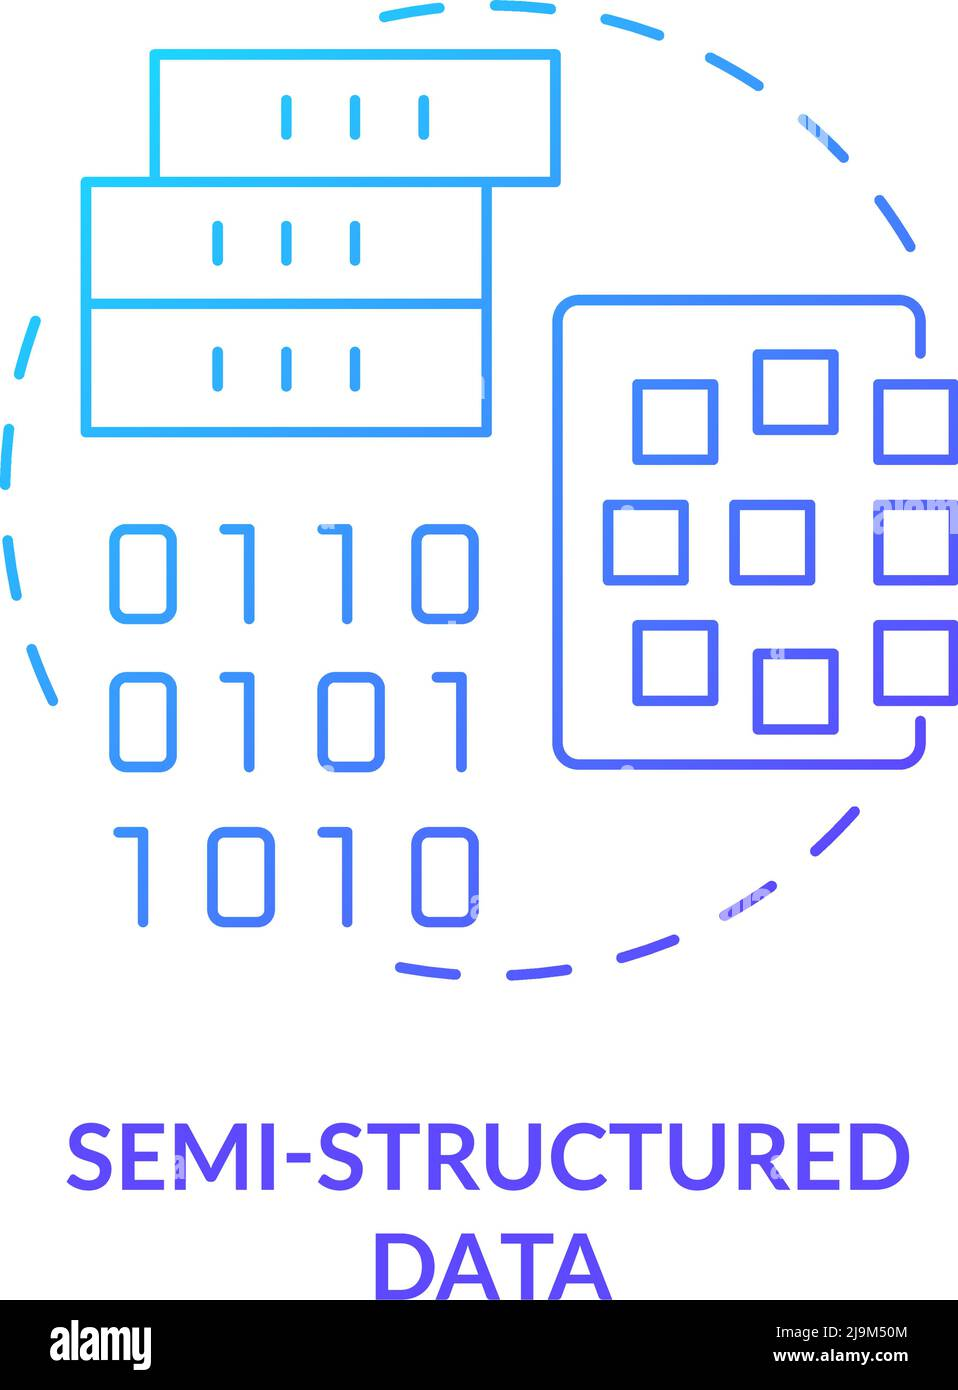 0110
0101
1010
SEMI-STRUCTURED
DATA
alamy
Image ID: 2J9M50M
www.alamy.com